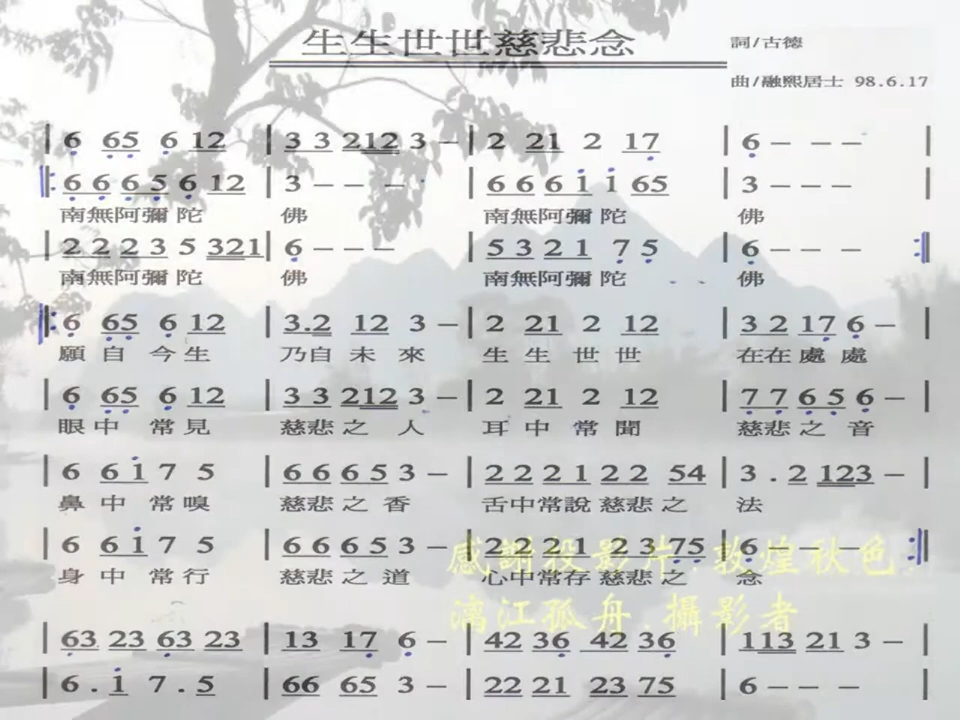 生生世世慈悲念
詞/古德
曲/融熙居士 98.6.17
| 6 65 6 12 | 3 3 212 3 – | 2 21 2 17 | 6 – – – |
‖: 6 6 6 5 6 12 | 3 – – – | 6 6 6 1 1 65 | 3 – – – |
南無阿彌陀 佛 南無阿彌陀 佛
| 2 2 2 3 5 321 | 6 – – – | 5 3 2 1 7 5 | 6 – – – :‖
南無阿彌陀 佛 南無阿彌陀 佛
‖: 6 65 6 12 | 3.2 12 3 – | 2 21 2 12 | 3 2 17 6 – |
願自今生 乃自未來 生生世世 在在處處
| 6 65 6 12 | 3 3 212 3 – | 2 21 2 12 | 7 7 6 5 6 – |
眼中常見 慈悲之人 耳中常聞 慈悲之音
| 6 61 7 5 | 6 6 6 5 3 – | 2 2 2 1 2 2 54 | 3 . 2 123 – |
鼻中常嗅 慈悲之香 舌中常說慈悲之 法
| 6 61 7 5 | 6 6 6 5 3 – | 2 2 2 1 2 3 75 | 6 – – – :‖
身中常行 慈悲之道 心中常存慈悲之 念
感謝投影片.敦煌秋色.
漓江孤舟.攝影者
| 63 23 63 23 | 13 17 6 – | 42 36 42 36 | 113 21 3 – |
| 6 . 1 7 . 5 | 66 65 3 – | 22 21 23 75 | 6 – – – |